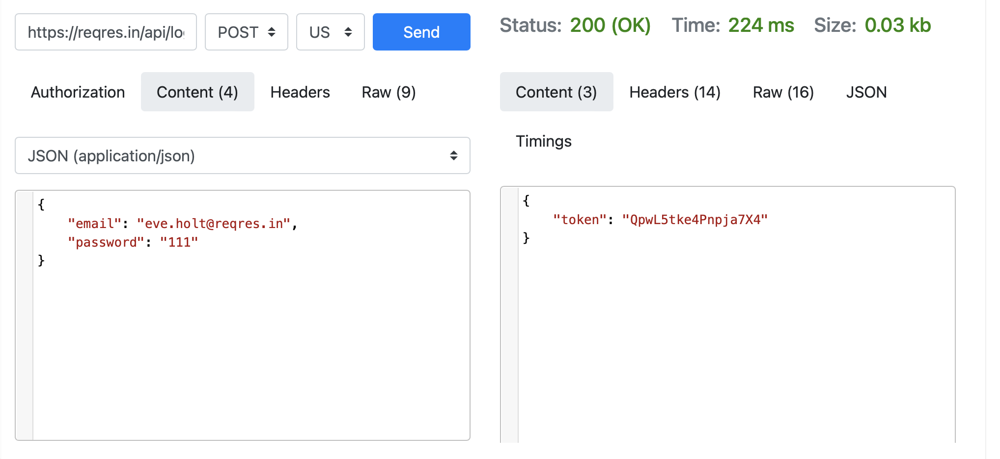 https://reqres.in/api/lo
POST
US
Send
Status: 200 (OK) Time: 224 ms Size: 0.03 kb
Authorization
Content (4)
Headers
Raw (9)
Content (3)
Headers (14)
Raw (16)
JSON
Timings
JSON (application/json)
{
"email": "eve.holt@reqres.in",
"password": "111"
}
{
"token": "QpwL5tke4Pnpja7X4"
}